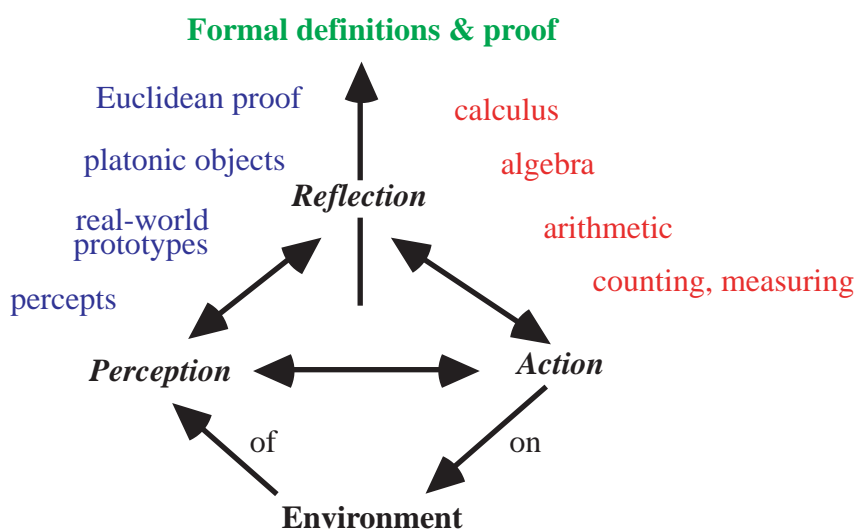 Formal definitions & proof
Euclidean proof
calculus
platonic objects
algebra
Reflection
real-world
prototypes
arithmetic
counting, measuring
percepts
Perception
Action
of
on
Environment